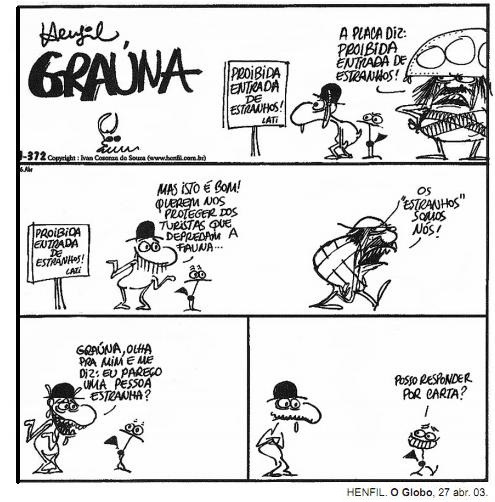 Henfil
GRAÚNA
I-372 Copyright : Ivan Cosenza de Souza (www.henfil.com.br)
PROIBIDA
ENTRADA
DE
ESTRANHOS!
LATI
A PLACA DIZ:
PROIBIDA
ENTRADA DE
ESTRANHOS!
PROIBIDA
ENTRADA
DE
ESTRANHOS!
LATI
MAS ISTO É BOM!
QUEREM NOS
PROTEGER DOS
TURISTAS QUE
DEPREDAM A
FAUNA...
OS
"ESTRANHOS"
SOMOS
NÓS!
GRAÚNA, OLHA
PRA MIM E ME
DIZ: EU PAREÇO
UMA PESSOA
ESTRANHA?
POSSO RESPONDER
POR CARTA?
HENFIL. O Globo, 27 abr. 03.